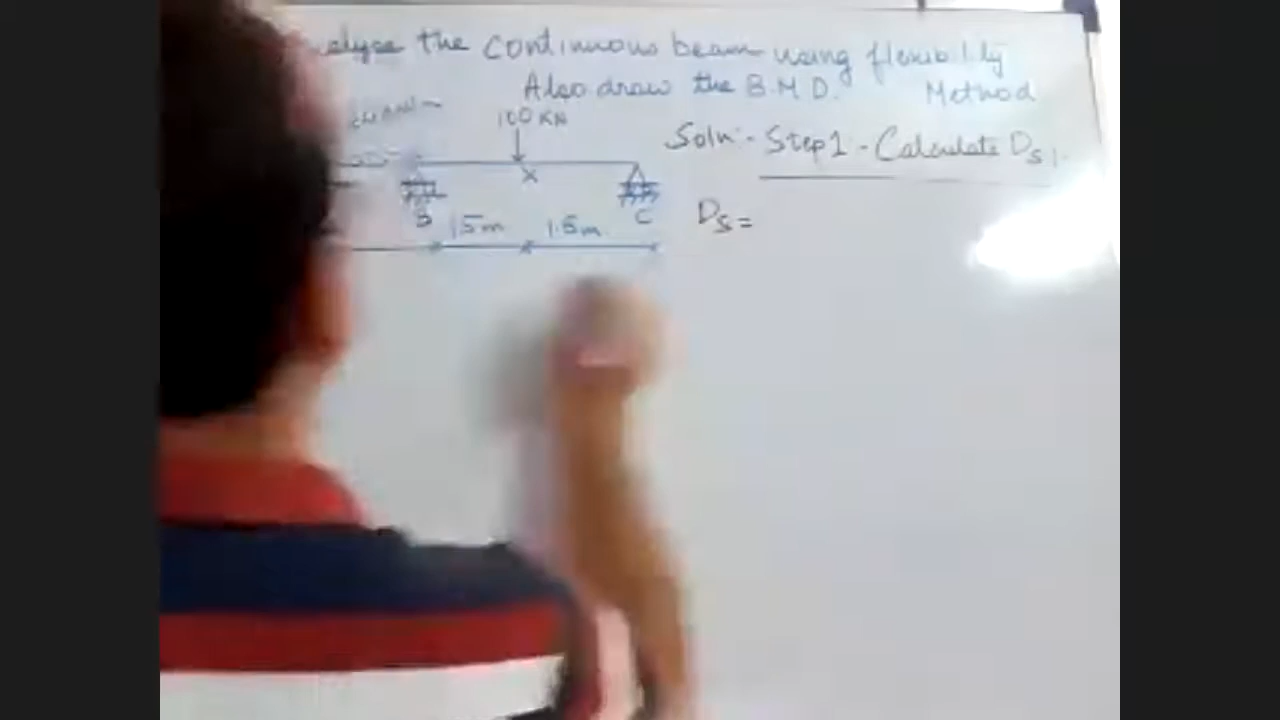 the continuous beam using flexibility
Also draw the B.M.D. Method
100 KN
Soln:- Step 1 - Calculate Ds :-
X
B
C
Ds =
1.5m
1.5m